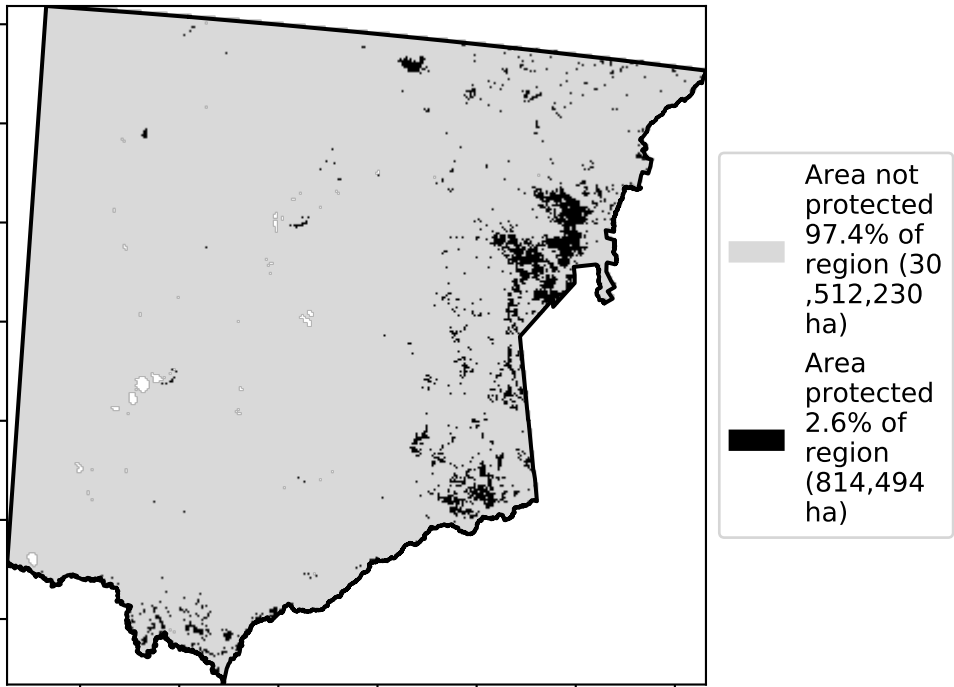 Area not
protected
97.4% of
region (30
,512,230
ha)
Area
protected
2.6% of
region
(814,494
ha)